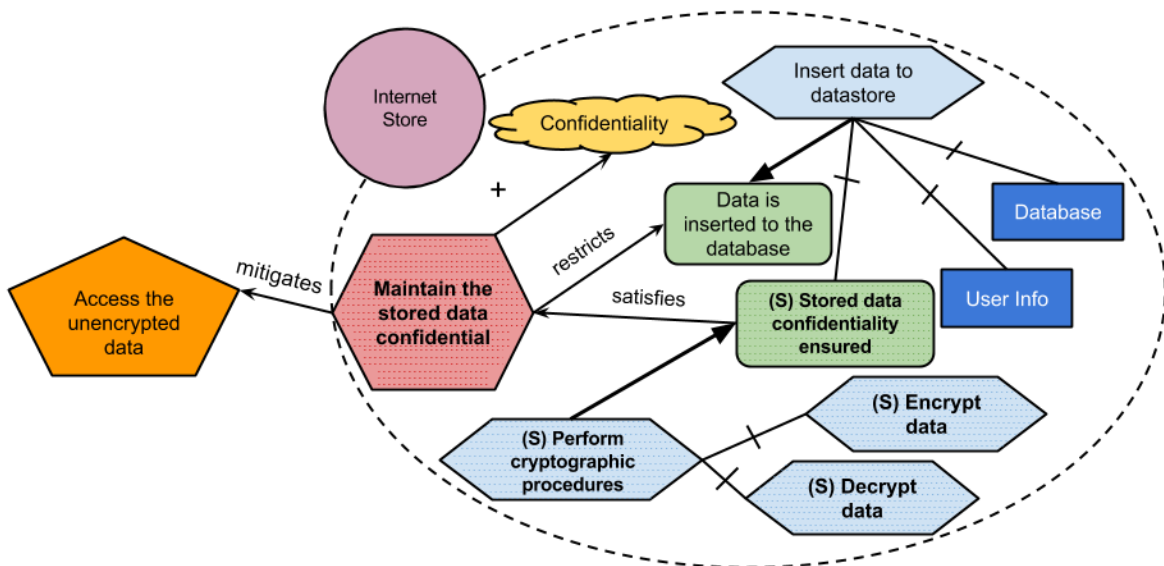 Internet
Store
Insert data to
datastore
Confidentiality
+
Data is
inserted to the
database
Database
restricts
mitigates
Access the
unencrypted
data
Maintain the
stored data
confidential
satisfies
(S) Stored data
confidentiality
ensured
User Info
(S) Encrypt
data
(S) Perform
cryptographic
procedures
(S) Decrypt
data